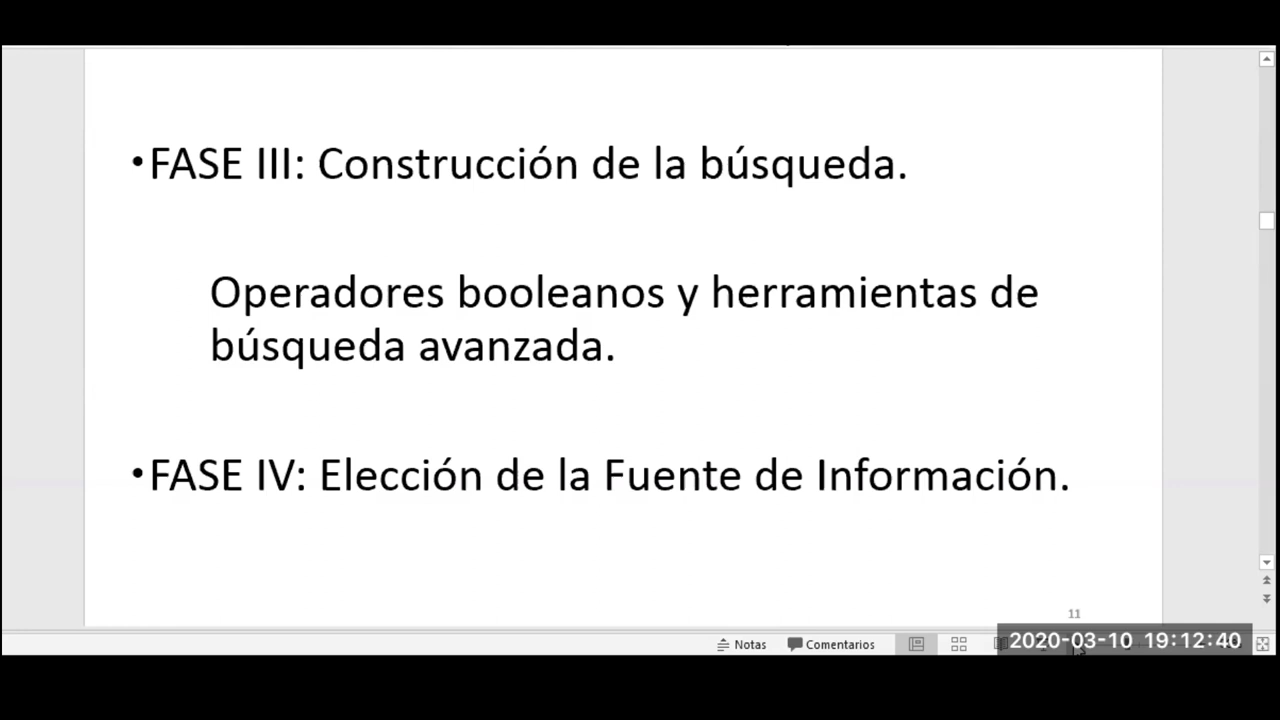 •FASE III: Construcción de la búsqueda.
Operadores booleanos y herramientas de
búsqueda avanzada.
•FASE IV: Elección de la Fuente de Información.
11
Notas Comentarios 2020-03-10 19:12:40